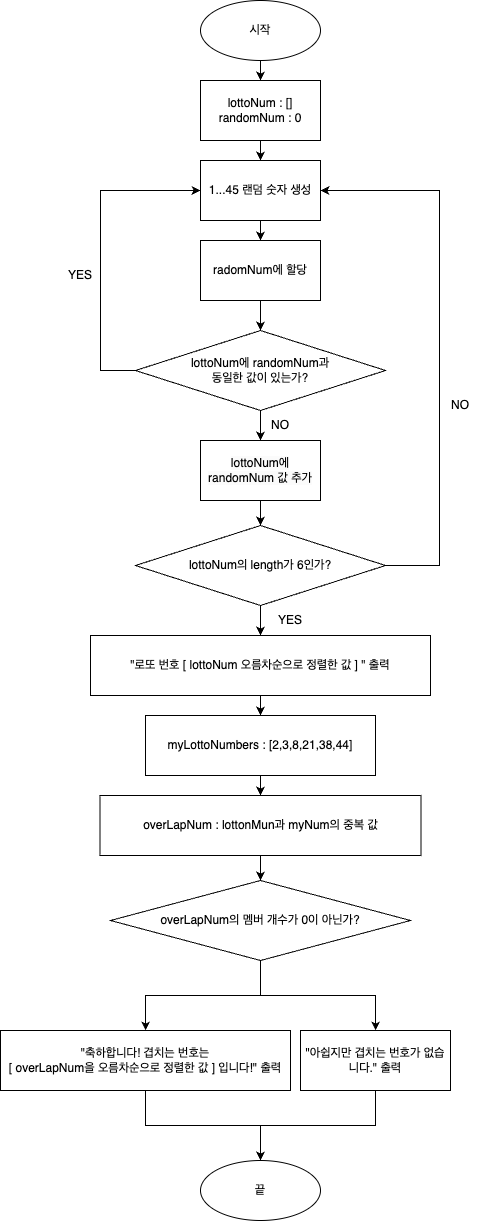 시작
lottoNum : []
randomNum : 0
1...45 랜덤 숫자 생성
radomNum에 할당
YES
lottoNum에 randomNum과
동일한 값이 있는가?
NO
NO
lottoNum에
randomNum 값 추가
lottoNum의 length가 6인가?
YES
"로또 번호 [ lottoNum 오름차순으로 정렬한 값 ] " 출력
myLottoNumbers : [2,3,8,21,38,44]
overLapNum : lottonMun과 myNum의 중복 값
overLapNum의 멤버 개수가 0이 아닌가?
"축하합니다! 겹치는 번호는
[ overLapNum을 오름차순으로 정렬한 값 ] 입니다!" 출력
"아쉽지만 겹치는 번호가 없습
니다." 출력
끝